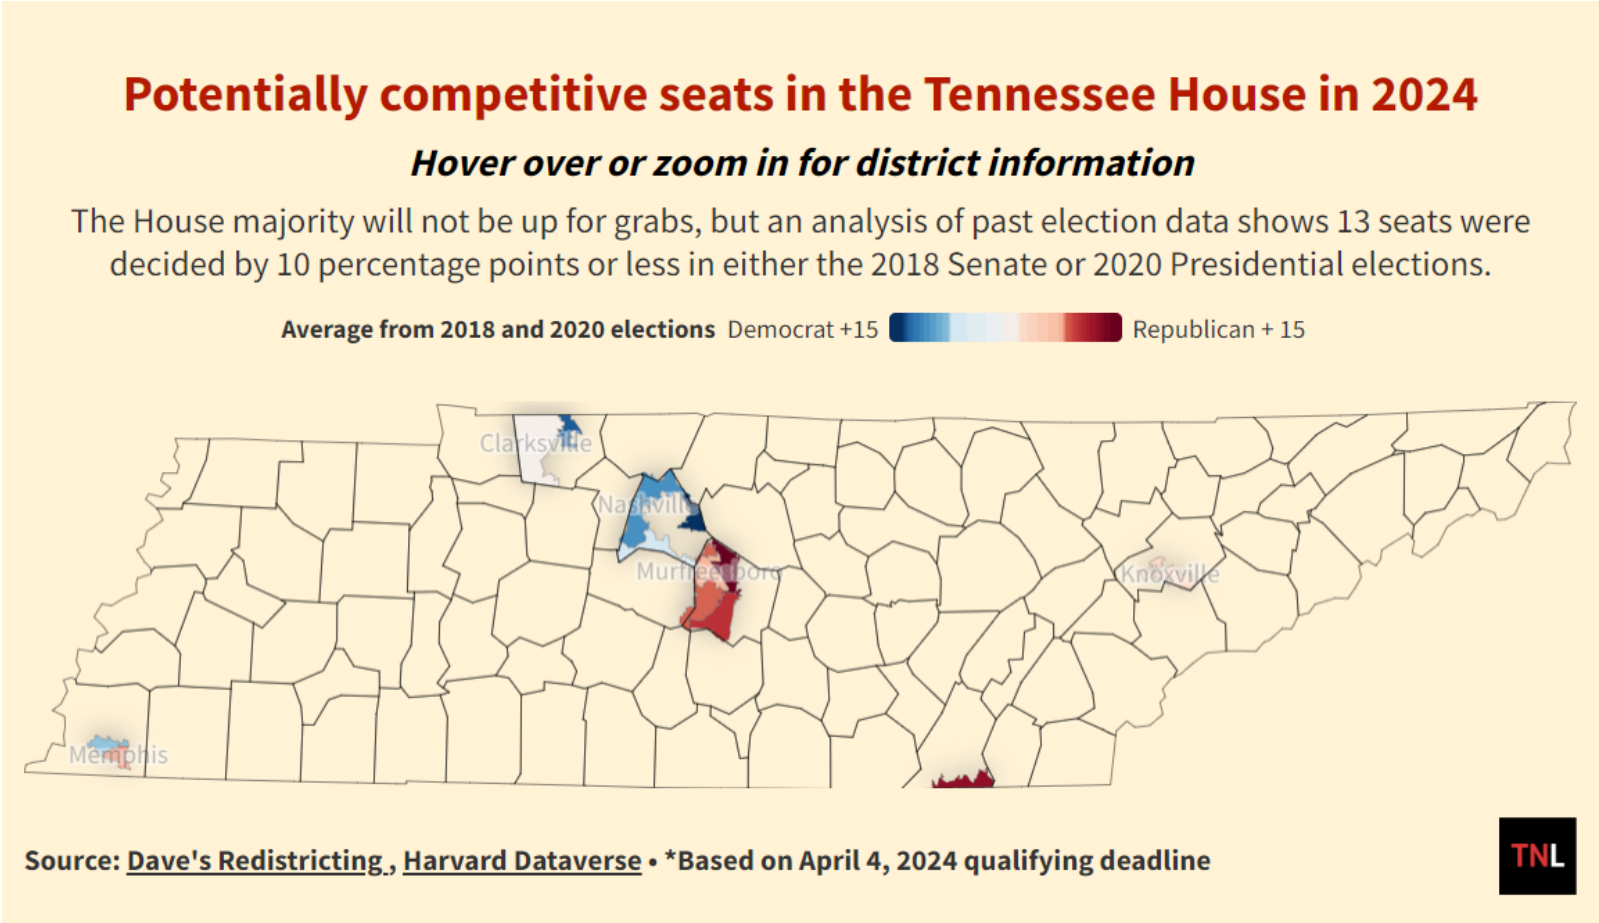 Potentially competitive seats in the Tennessee House in 2024
Hover over or zoom in for district information
The House majority will not be up for grabs, but an analysis of past election data shows 13 seats were
decided by 10 percentage points or less in either the 2018 Senate or 2020 Presidential elections.
Average from 2018 and 2020 elections Democrat +15 Republican + 15
Clarksville
Nashville
Murfreesboro
Knoxville
Memphis
Source: Dave's Redistricting , Harvard Dataverse • *Based on April 4, 2024 qualifying deadline
TNL